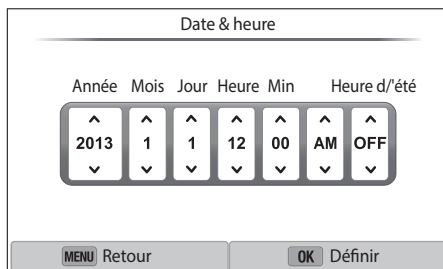 Date & heure
Année Mois Jour Heure Min Heure d/'été
2013 1 1 12 00 AM OFF
MENU Retour OK Définir